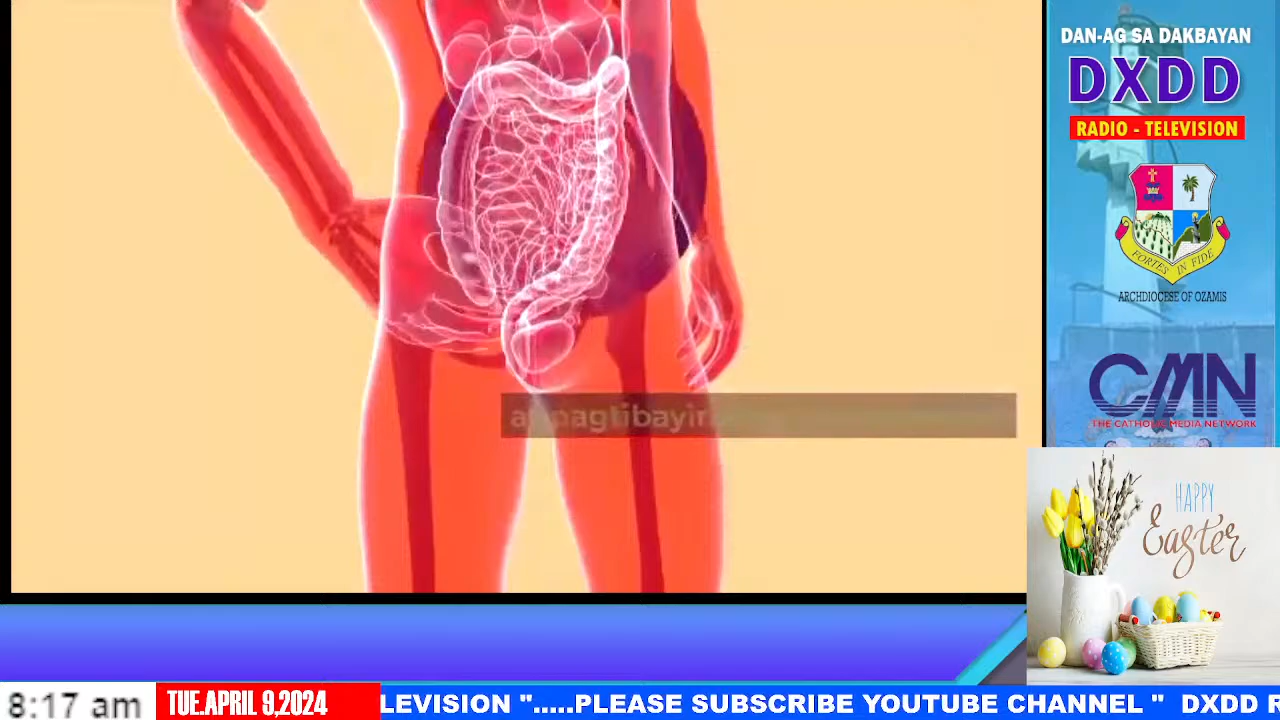 DAN-AG SA DAKBAYAN
DXDD
RADIO - TELEVISION
FORTES IN FIDE
ARCHDIOCESE OF OZAMIS
CMN
THE CATHOLIC MEDIA NETWORK
HAPPY
Easter
8:17 am
TUE.APRIL 9,2024
LEVISION ".....PLEASE SUBSCRIBE YOUTUBE CHANNEL " DXDD R